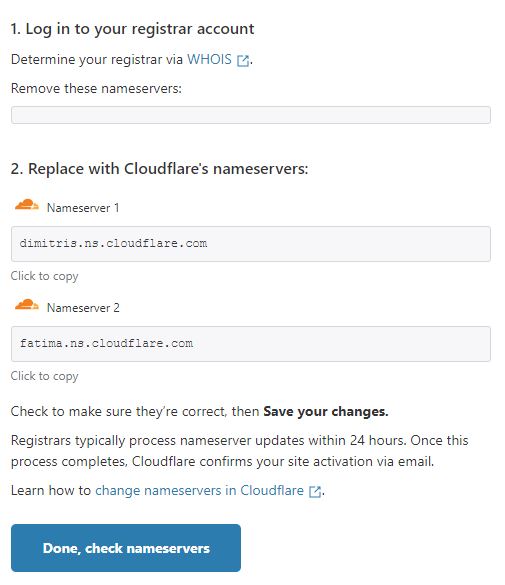 1. Log in to your registrar account
Determine your registrar via WHOIS.
Remove these nameservers:
2. Replace with Cloudflare's nameservers:
Nameserver 1
dimitris.ns.cloudflare.com
Click to copy
Nameserver 2
fatima.ns.cloudflare.com
Click to copy
Check to make sure they're correct, then Save your changes.
Registrars typically process nameserver updates within 24 hours. Once this
process completes, Cloudflare confirms your site activation via email.
Learn how to change nameservers in Cloudflare.
Done, check nameservers